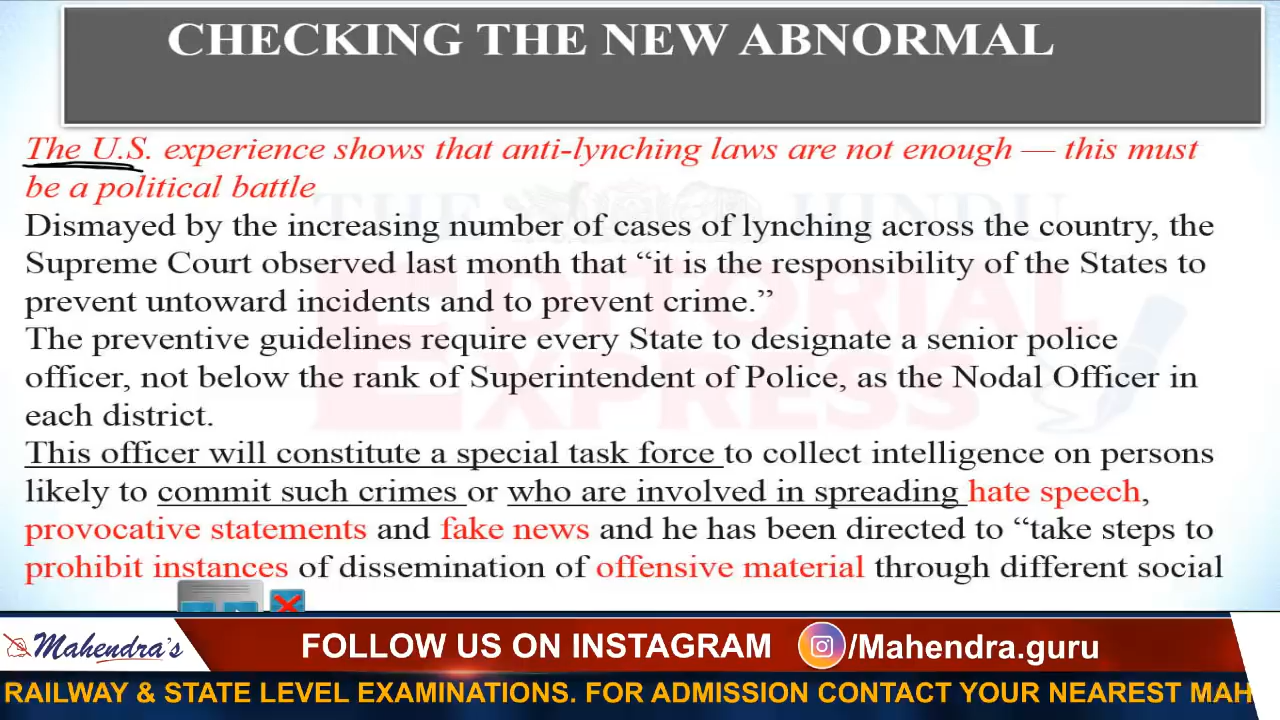 CHECKING THE NEW ABNORMAL
The U.S. experience shows that anti-lynching laws are not enough — this must
be a political battle
Dismayed by the increasing number of cases of lynching across the country, the
Supreme Court observed last month that “it is the responsibility of the States to
prevent untoward incidents and to prevent crime.”
The preventive guidelines require every State to designate a senior police
officer, not below the rank of Superintendent of Police, as the Nodal Officer in
each district.
This officer will constitute a special task force to collect intelligence on persons
likely to commit such crimes or who are involved in spreading hate speech,
provocative statements and fake news and he has been directed to “take steps to
prohibit instances of dissemination of offensive material through different social
THE HINDU
EDITORIAL
EXPRESS
Mahendra's
FOLLOW US ON INSTAGRAM /Mahendra.guru
RAILWAY & STATE LEVEL EXAMINATIONS. FOR ADMISSION CONTACT YOUR NEAREST MAH